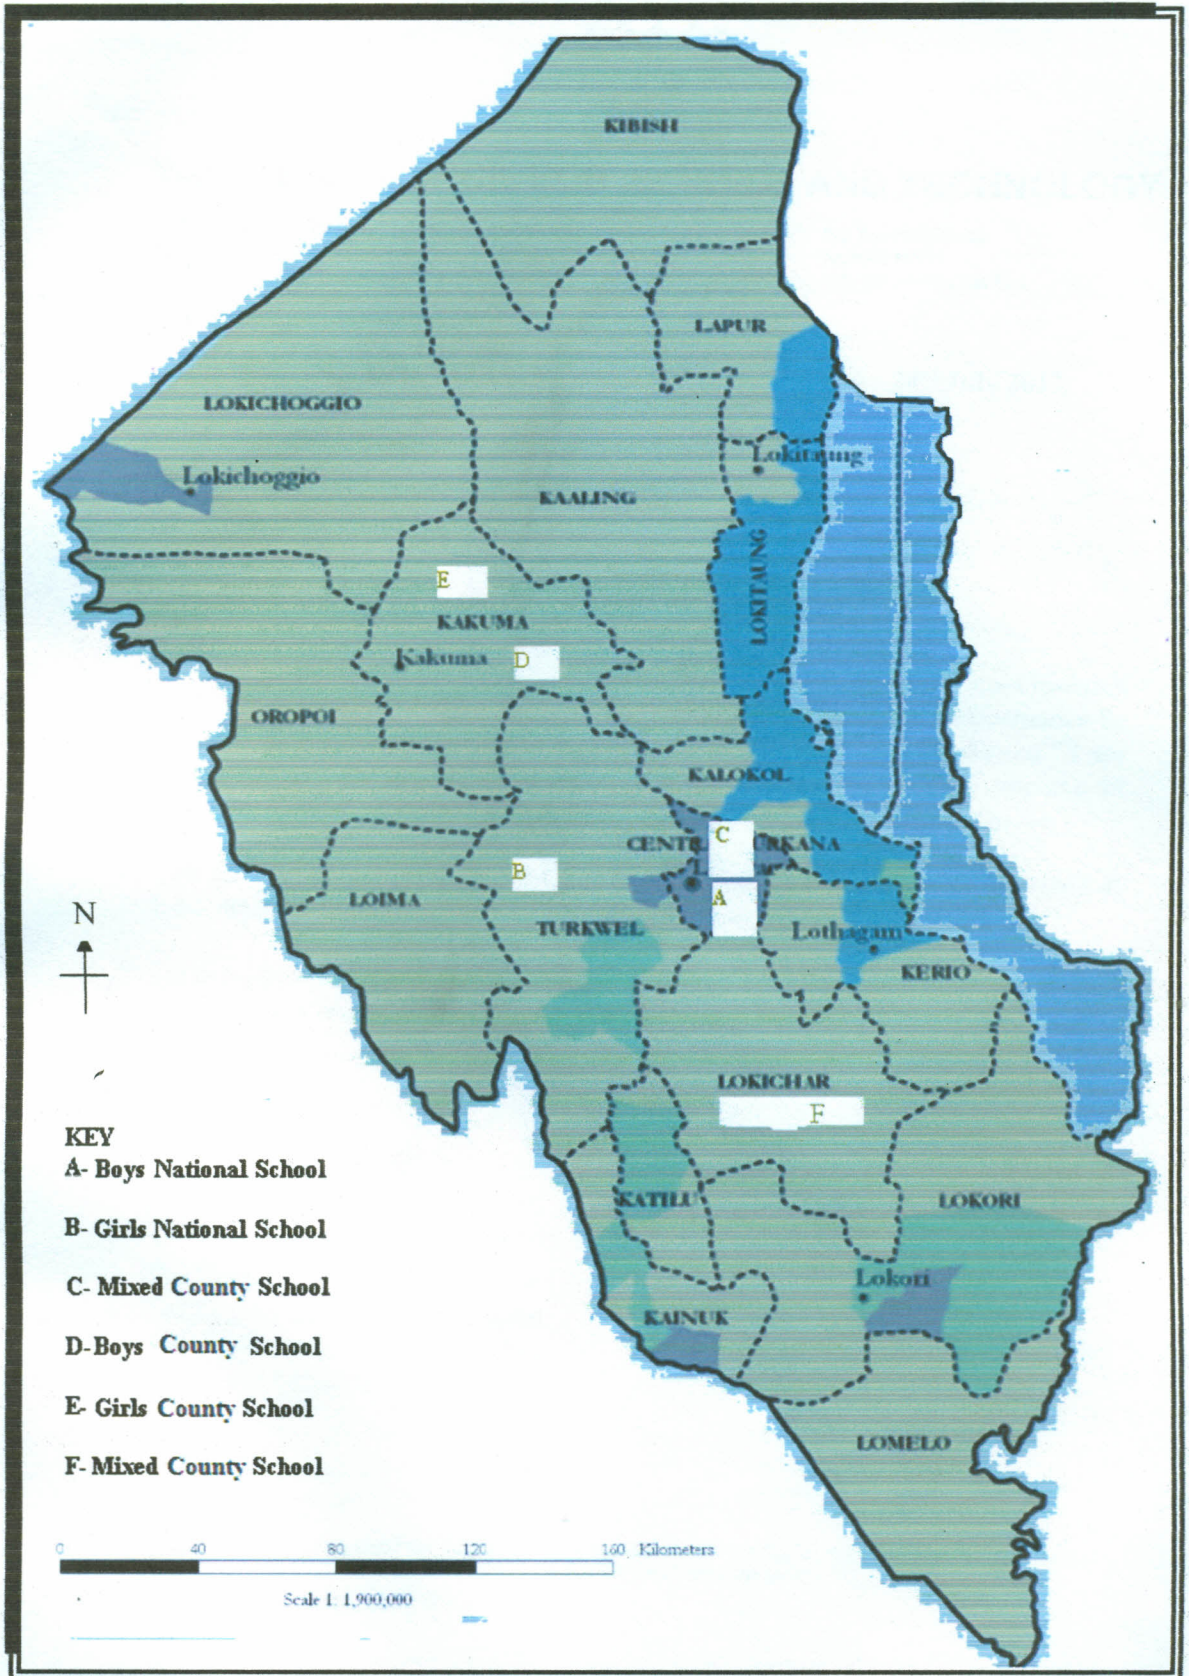 KIBISH
LAPUR
LOKICHOGGIO
Lokitaung
Lokichoggio
KAALING
LOKITAUNG
E
KAKUMA
Kakuma
D
OROPOI
KALOKOL
C
B
A
LOIMA
N
TURKWEL
Lothagam
KERIO
LOKICHAR
F
KEY
A- Boys National School
KATILU
LOKORI
B- Girls National School
Lokori
C- Mixed County School
KAINUK
D-Boys County School
E- Girls County School
LOMELO
F- Mixed County School
0 40 80 120 160 Kilometers
Scale 1: 1,900,000